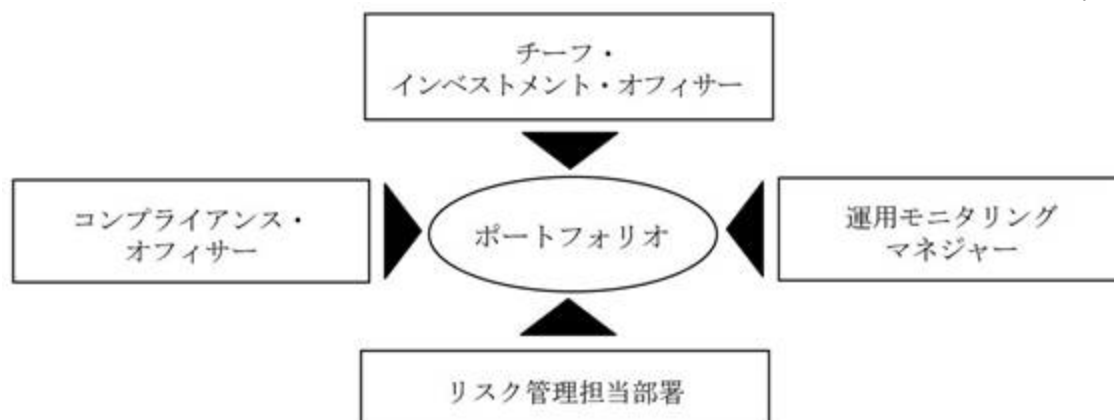 チーフ・
インベストメント・オフィサー
コンプライアンス・
オフィサー
ポートフォリオ
運用モニタリング
マネジャー
リスク管理担当部署